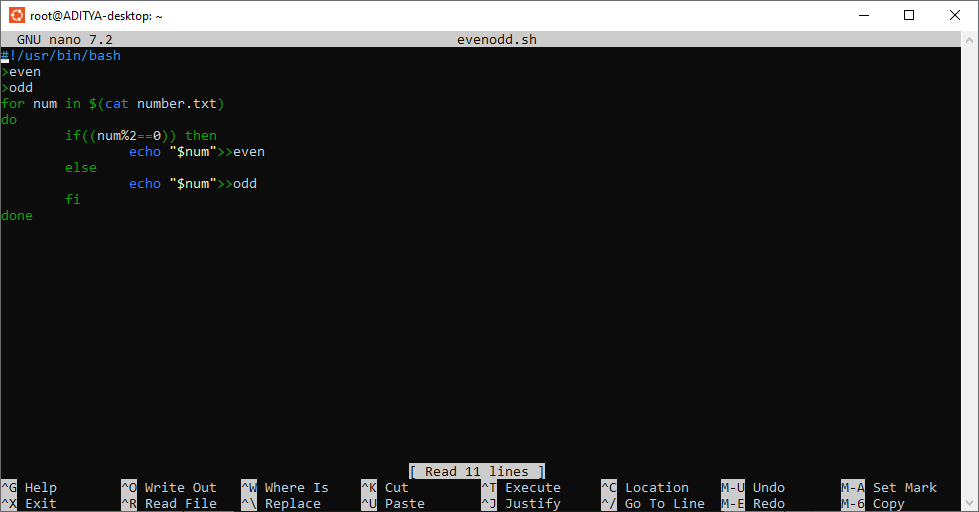 root@ADITYA-desktop: ~
GNU nano 7.2 evenodd.sh
#!/usr/bin/bash
>even
>odd
for num in $(cat number.txt)
do
        if((num%2==0)) then
                echo "$num">>even
        else
                echo "$num">>odd
        fi
done
[ Read 11 lines ]
^G Help ^O Write Out ^W Where Is ^K Cut ^T Execute ^C Location M-U Undo M-A Set Mark
^X Exit ^R Read File ^\ Replace ^U Paste ^J Justify ^/ Go To Line M-E Redo M-6 Copy